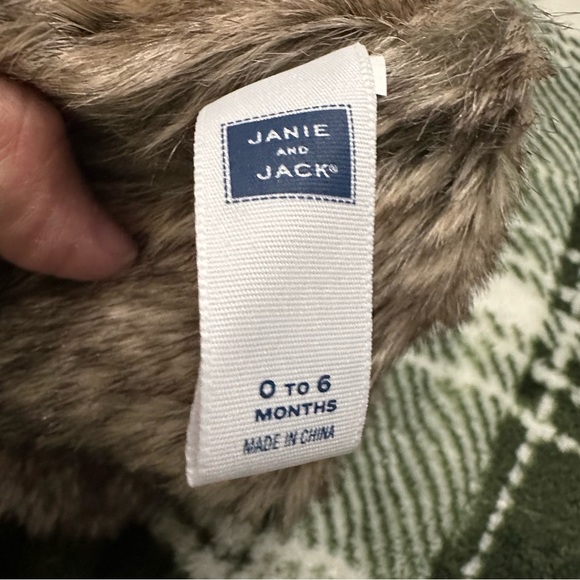 JANIE
AND
JACK®
0 TO 6
MONTHS
MADE IN CHINA